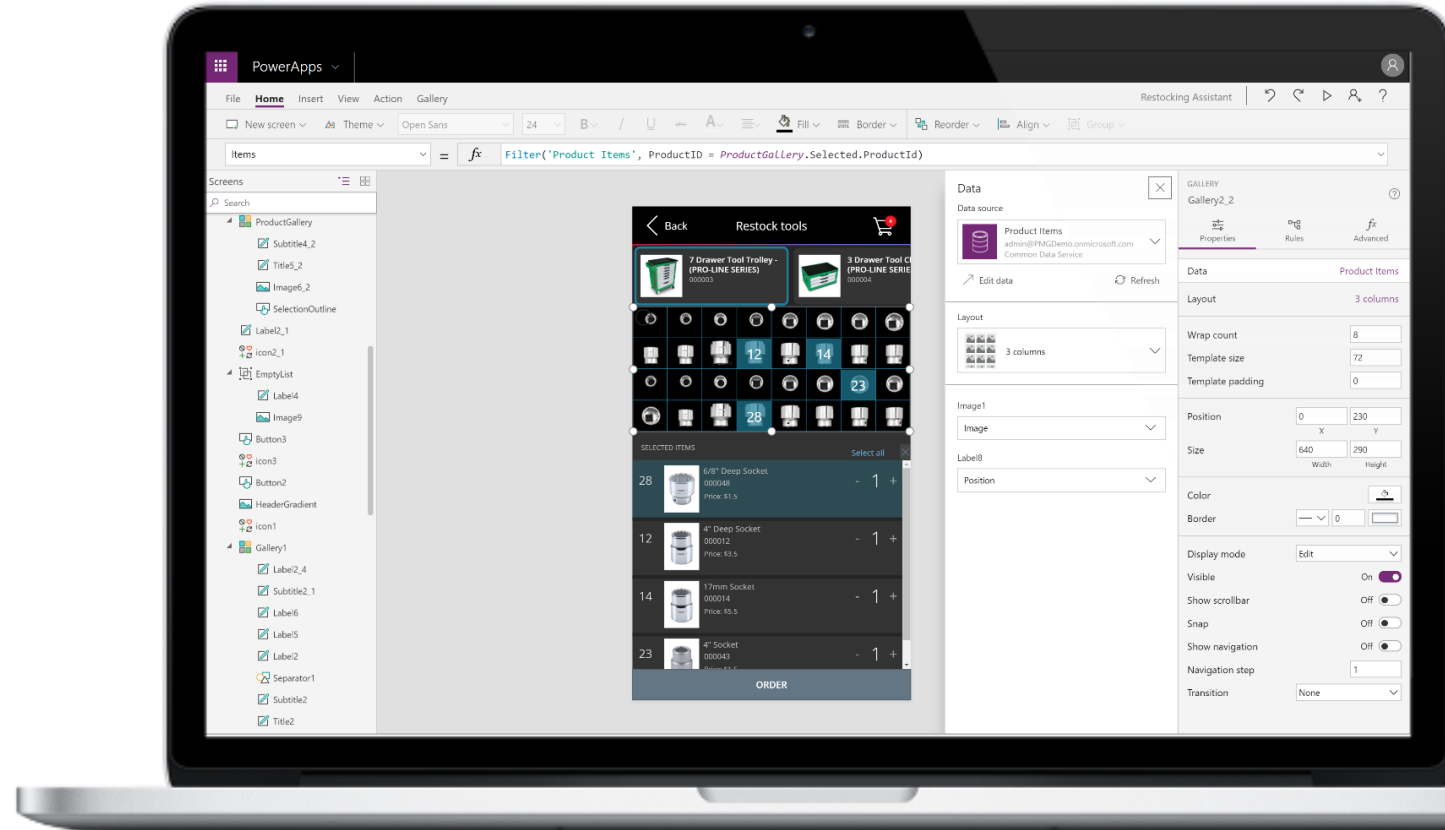 PowerApps
File Home Insert View Action Gallery
Restocking Assistant
New screen Theme Open Sans 24 B / U A Fill Border Reorder Align Group
Items = fx Filter('Product Items', ProductID = ProductGallery.Selected.ProductId)
Screens
Search
ProductGallery
Subtitle4_2
Title5_2
Image6_2
SelectionOutline
Label2_1
icon2_1
EmptyList
Label4
Image9
Button3
icon3
Button2
HeaderGradient
icon1
Gallery1
Label2_4
Subtitle2_1
Label6
Label5
Label2
Separator1
Subtitle2
Title2
Back Restock tools
7 Drawer Tool Trolley -
(PRO-LINE SERIES)
000003
3 Drawer Tool
(PRO-LINE SERIE
000004
12 14
23
28
SELECTED ITEMS
Select all
28
6/8" Deep Socket
000048
Price: $1.5
- 1 +
12
4" Deep Socket
000012
Price: $3.5
- 1 +
14
17mm Socket
000014
Price: $5.5
- 1 +
23
4" Socket
000043
- 1 +
ORDER
Data
Data source
Product Items
admin@PMGDemo.onmicrosoft.com
Common Data Service
Edit data Refresh
Layout
3 columns
Image1
Image
Label8
Position
GALLERY
Gallery2_2
?
Properties Rules Advanced
Data Product Items
Layout 3 columns
Wrap count 8
Template size 72
Template padding 0
Position 0 230
X Y
Size 640 290
Width Height
Color
Border 0
Display mode Edit
Visible On
Show scrollbar Off
Snap Off
Show navigation Off
Navigation step 1
Transition None